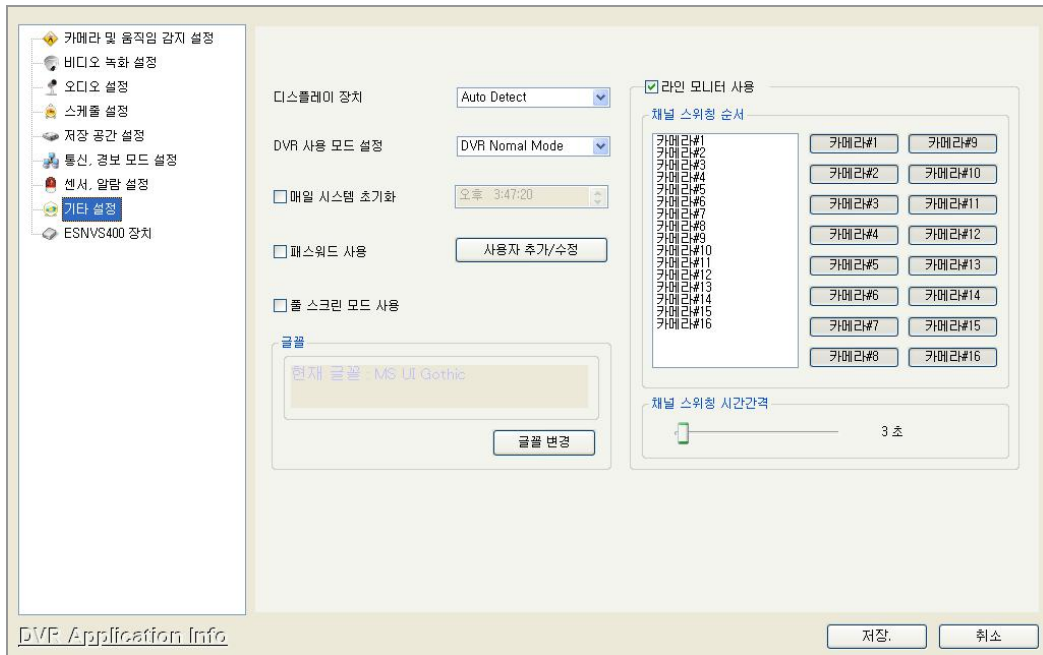 카메라 및 움직임 감지 설정
비디오 녹화 설정
오디오 설정
스케줄 설정
저장 공간 설정
통신, 경보 모드 설정
센서, 알람 설정
기타 설정
ESNVS400 장치
디스플레이 장치
Auto Detect
DVR 사용 모드 설정
DVR Nomal Mode
매일 시스템 초기화
오후 3:47:20
패스워드 사용
사용자 추가/수정
풀 스크린 모드 사용
글꼴
현재 글꼴 : MS UI Gothic
글꼴 변경
라인 모니터 사용
채널 스위칭 순서
카메라#1
카메라#2
카메라#3
카메라#4
카메라#5
카메라#6
카메라#7
카메라#8
카메라#9
카메라#10
카메라#11
카메라#12
카메라#13
카메라#14
카메라#15
카메라#16
카메라#1 카메라#9
카메라#2 카메라#10
카메라#3 카메라#11
카메라#4 카메라#12
카메라#5 카메라#13
카메라#6 카메라#14
카메라#7 카메라#15
카메라#8 카메라#16
채널 스위칭 시간간격
3 초
DVR Application Info
저장.
취소